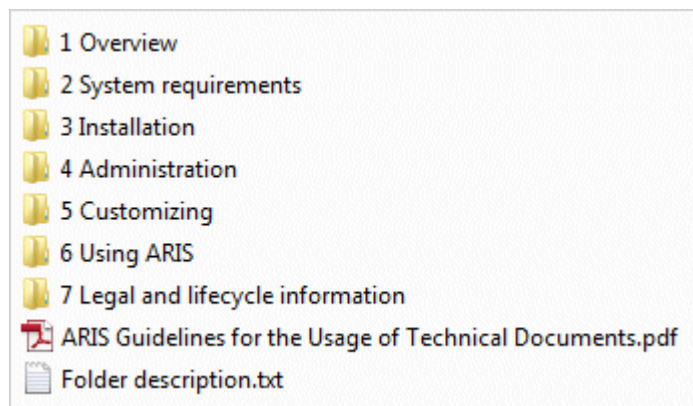 1 Overview
2 System requirements
3 Installation
4 Administration
5 Customizing
6 Using ARIS
7 Legal and lifecycle information
ARIS Guidelines for the Usage of Technical Documents.pdf
Folder description.txt